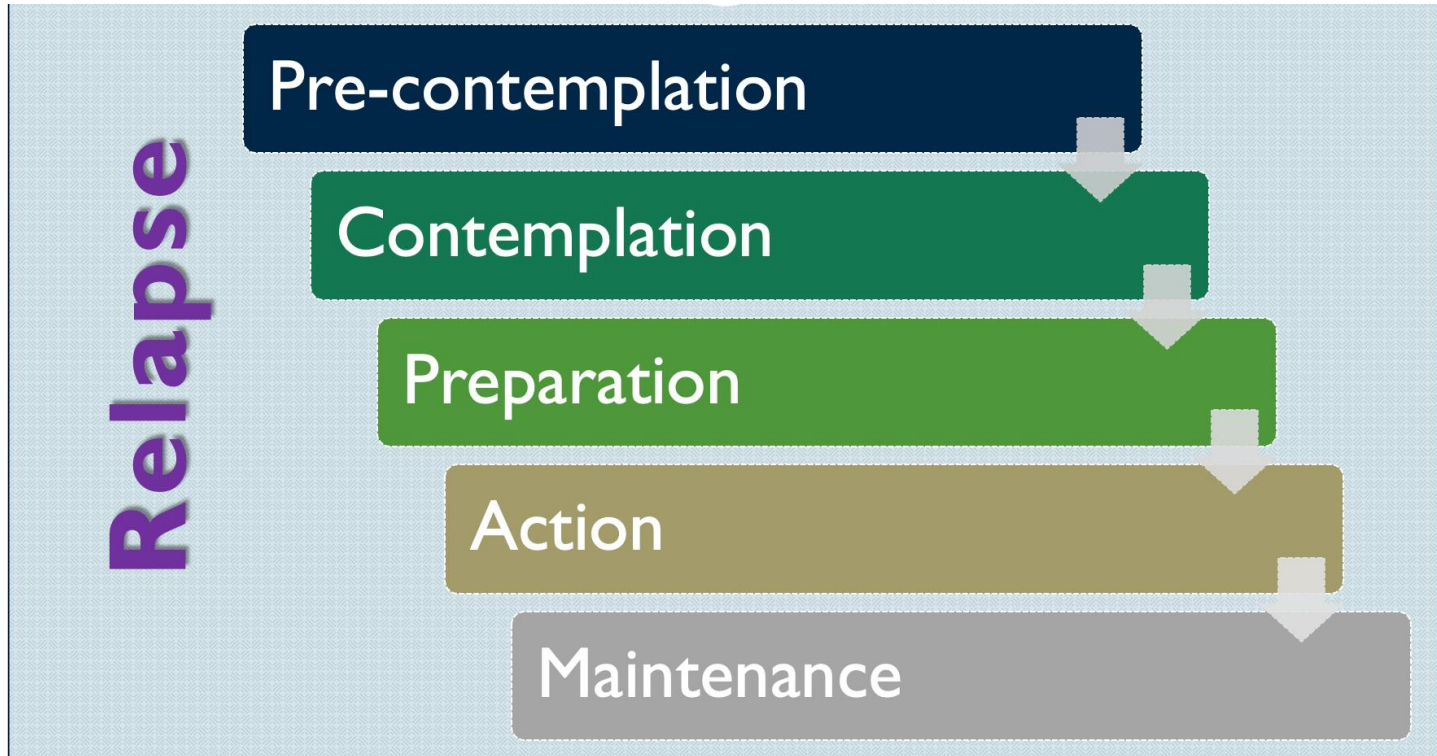 Relapse
Pre-contemplation
Contemplation
Preparation
Action
Maintenance